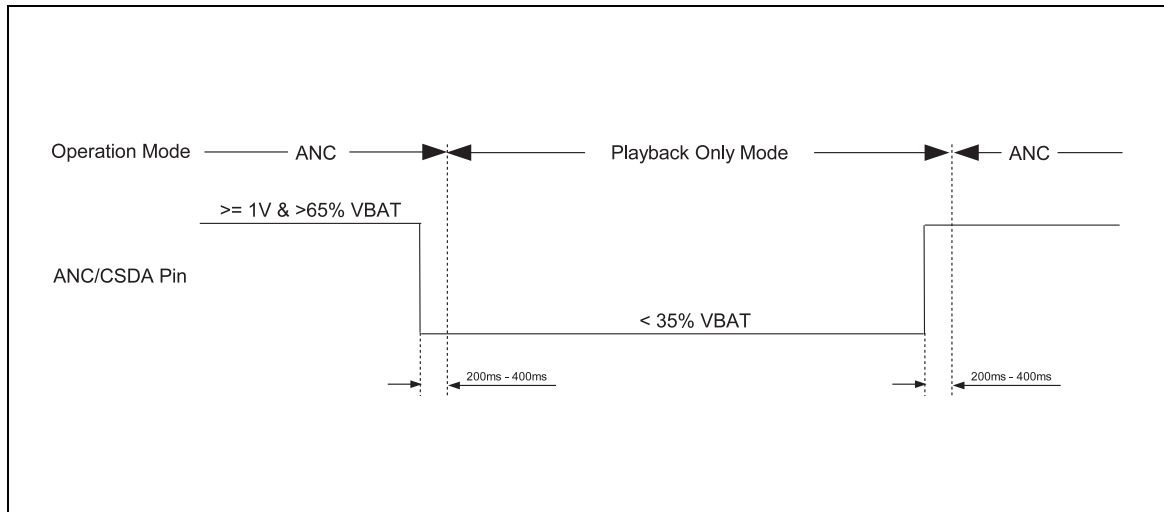 Operation Mode ANC Playback Only Mode ANC
>= 1V & >65% VBAT
ANC/CSDA Pin
< 35% VBAT
200ms - 400ms 200ms - 400ms